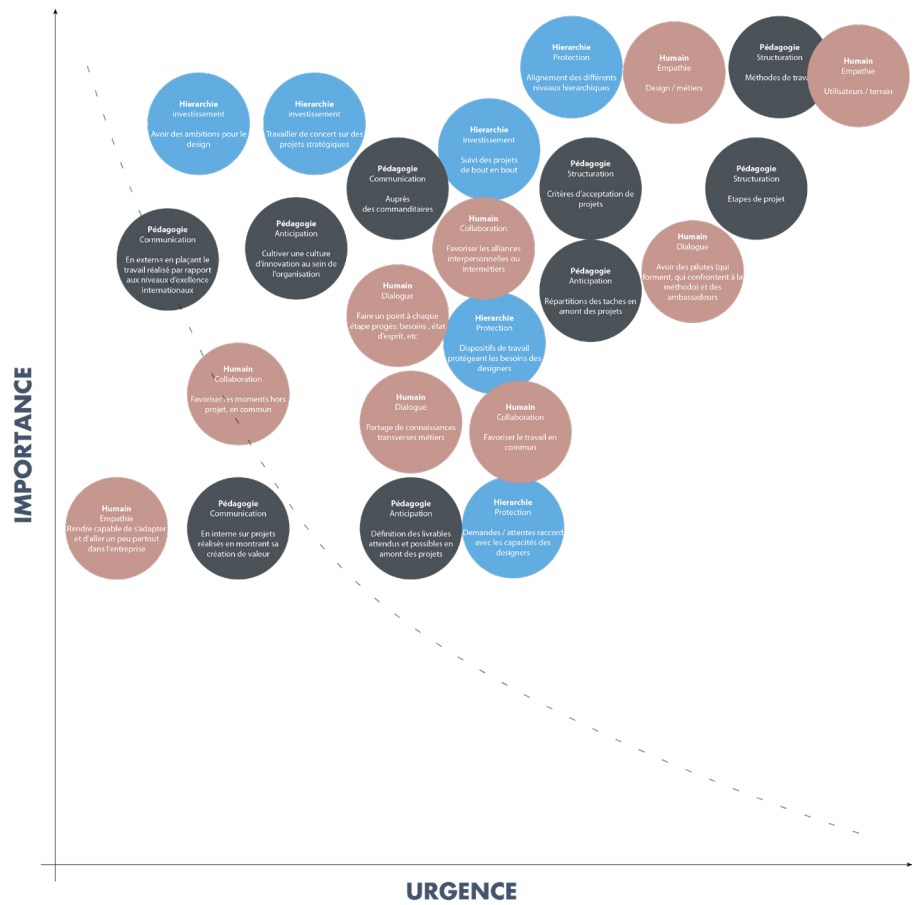 Hierarchie
Protection
Alignement des différents
niveaux hierarchiques
Humain
Empathie
Design / métiers
Pédagogie
Structuration
Méthodes de trava
Humain
Empathie
Utilisateurs / terrain
Hierarchie
investissement
Avoir des ambitions pour le
design
Hierarchie
investissement
Travailler de concert sur des
projets stratégiques
Hierarchie
investissement
Suivi des projets
de bout en bout
Pédagogie
Communication
Auprès
des commanditaires
Pédagogie
Structuration
Critères d'acceptation de
projets
Pédagogie
Structuration
Etapes de projet
Pédagogie
Communication
En externe en plaçant le
travail réalisé par rapport
aux niveaux d'exellence
internationaux
Pédagogie
Anticipation
Cultiver une culture
d'innovation au sein de
l'organisation
Humain
Collaboration
Favoriser les alliances
interpersonelles ou
intermétiers
Humain
Dialogue
Avoir des pilotes (qui
forment, qui confrontent à la
méthodo) et des
ambassadeurs
Pédagogie
Anticipation
Répartitions des taches en
amont des projets
Humain
Dialogue
Faire un point à chaque
étape progès: besoins , état
d'esprit, etc
Hierarchie
Protection
Dispositifs de travail
protégeant les besoins des
designers
Humain
Collaboration
Favoriser les moments hors
projet, en commun
Humain
Dialogue
Partage de connaissances
transverses métiers
Humain
Collaboration
Favoriser le travail en
commun
Humain
Empathie
Rendre capable de s'adapter
et d'aller un peu partout
dans l'entreprise
Pédagogie
Communication
En interne sur projets
réalisés en montrant sa
création de valeur
Pédagogie
Anticipation
Définition des livrables
attendus et possibles en
amont des projets
Hierarchie
Protection
Demandes / attentes raccord
avec les capacités des
designers
IMPORTANCE
URGENCE